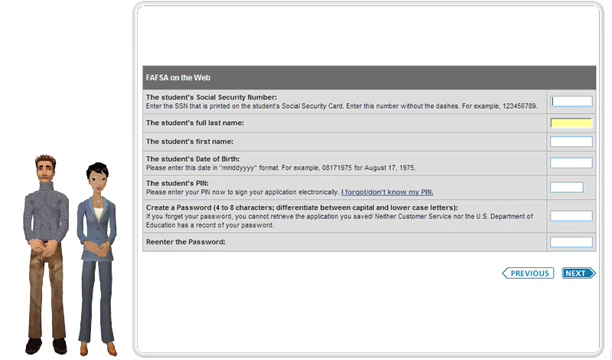 FAFSA on the Web
The student's Social Security Number:
Enter the SSN that is printed on the student's Social Security Card. Enter this number without the dashes. For example, 123456789.
The student's full last name:
The student's first name:
The student's Date of Birth:
Please enter this date in "mmddyyyy" format. For example, 08171975 for August 17, 1975.
The student's PIN:
Please enter your PIN now to sign your application electronically. I forgot/don't know my PIN.
Create a Password (4 to 8 characters; differentiate between capital and lower case letters):
If you forget your password, you cannot retrieve the application you saved! Neither Customer Service nor the U.S. Department of
Education has a record of your password.
Reenter the Password:
PREVIOUS NEXT